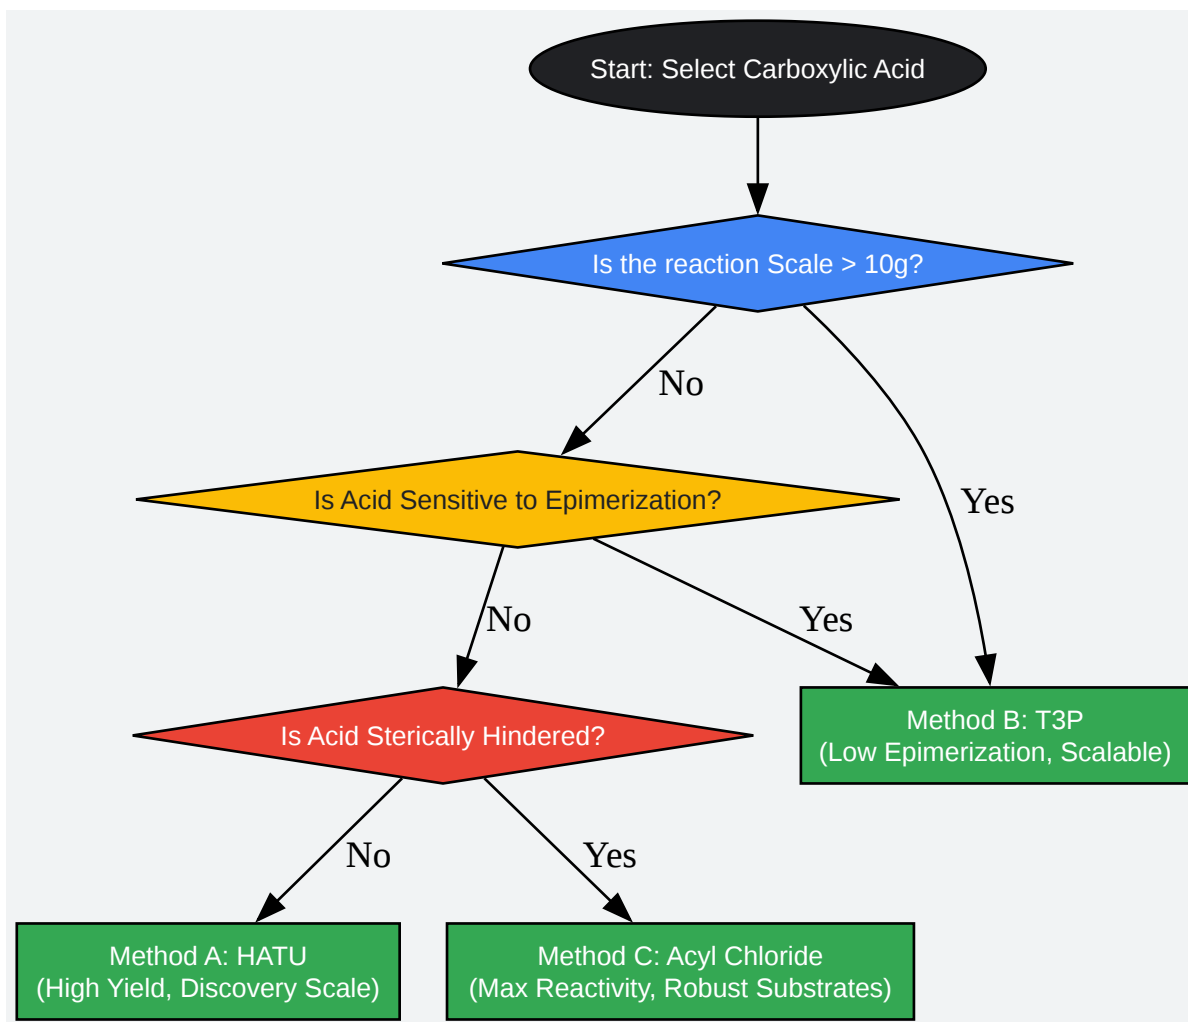 Start: Select Carboxylic Acid
Is the reaction Scale > 10g?
No
Is Acid Sensitive to Epimerization?
Yes
No
Yes
Is Acid Sterically Hindered?
Method B: T3P
(Low Epimerization, Scalable)
No
Yes
Method A: HATU
(High Yield, Discovery Scale)
Method C: Acyl Chloride
(Max Reactivity, Robust Substrates)